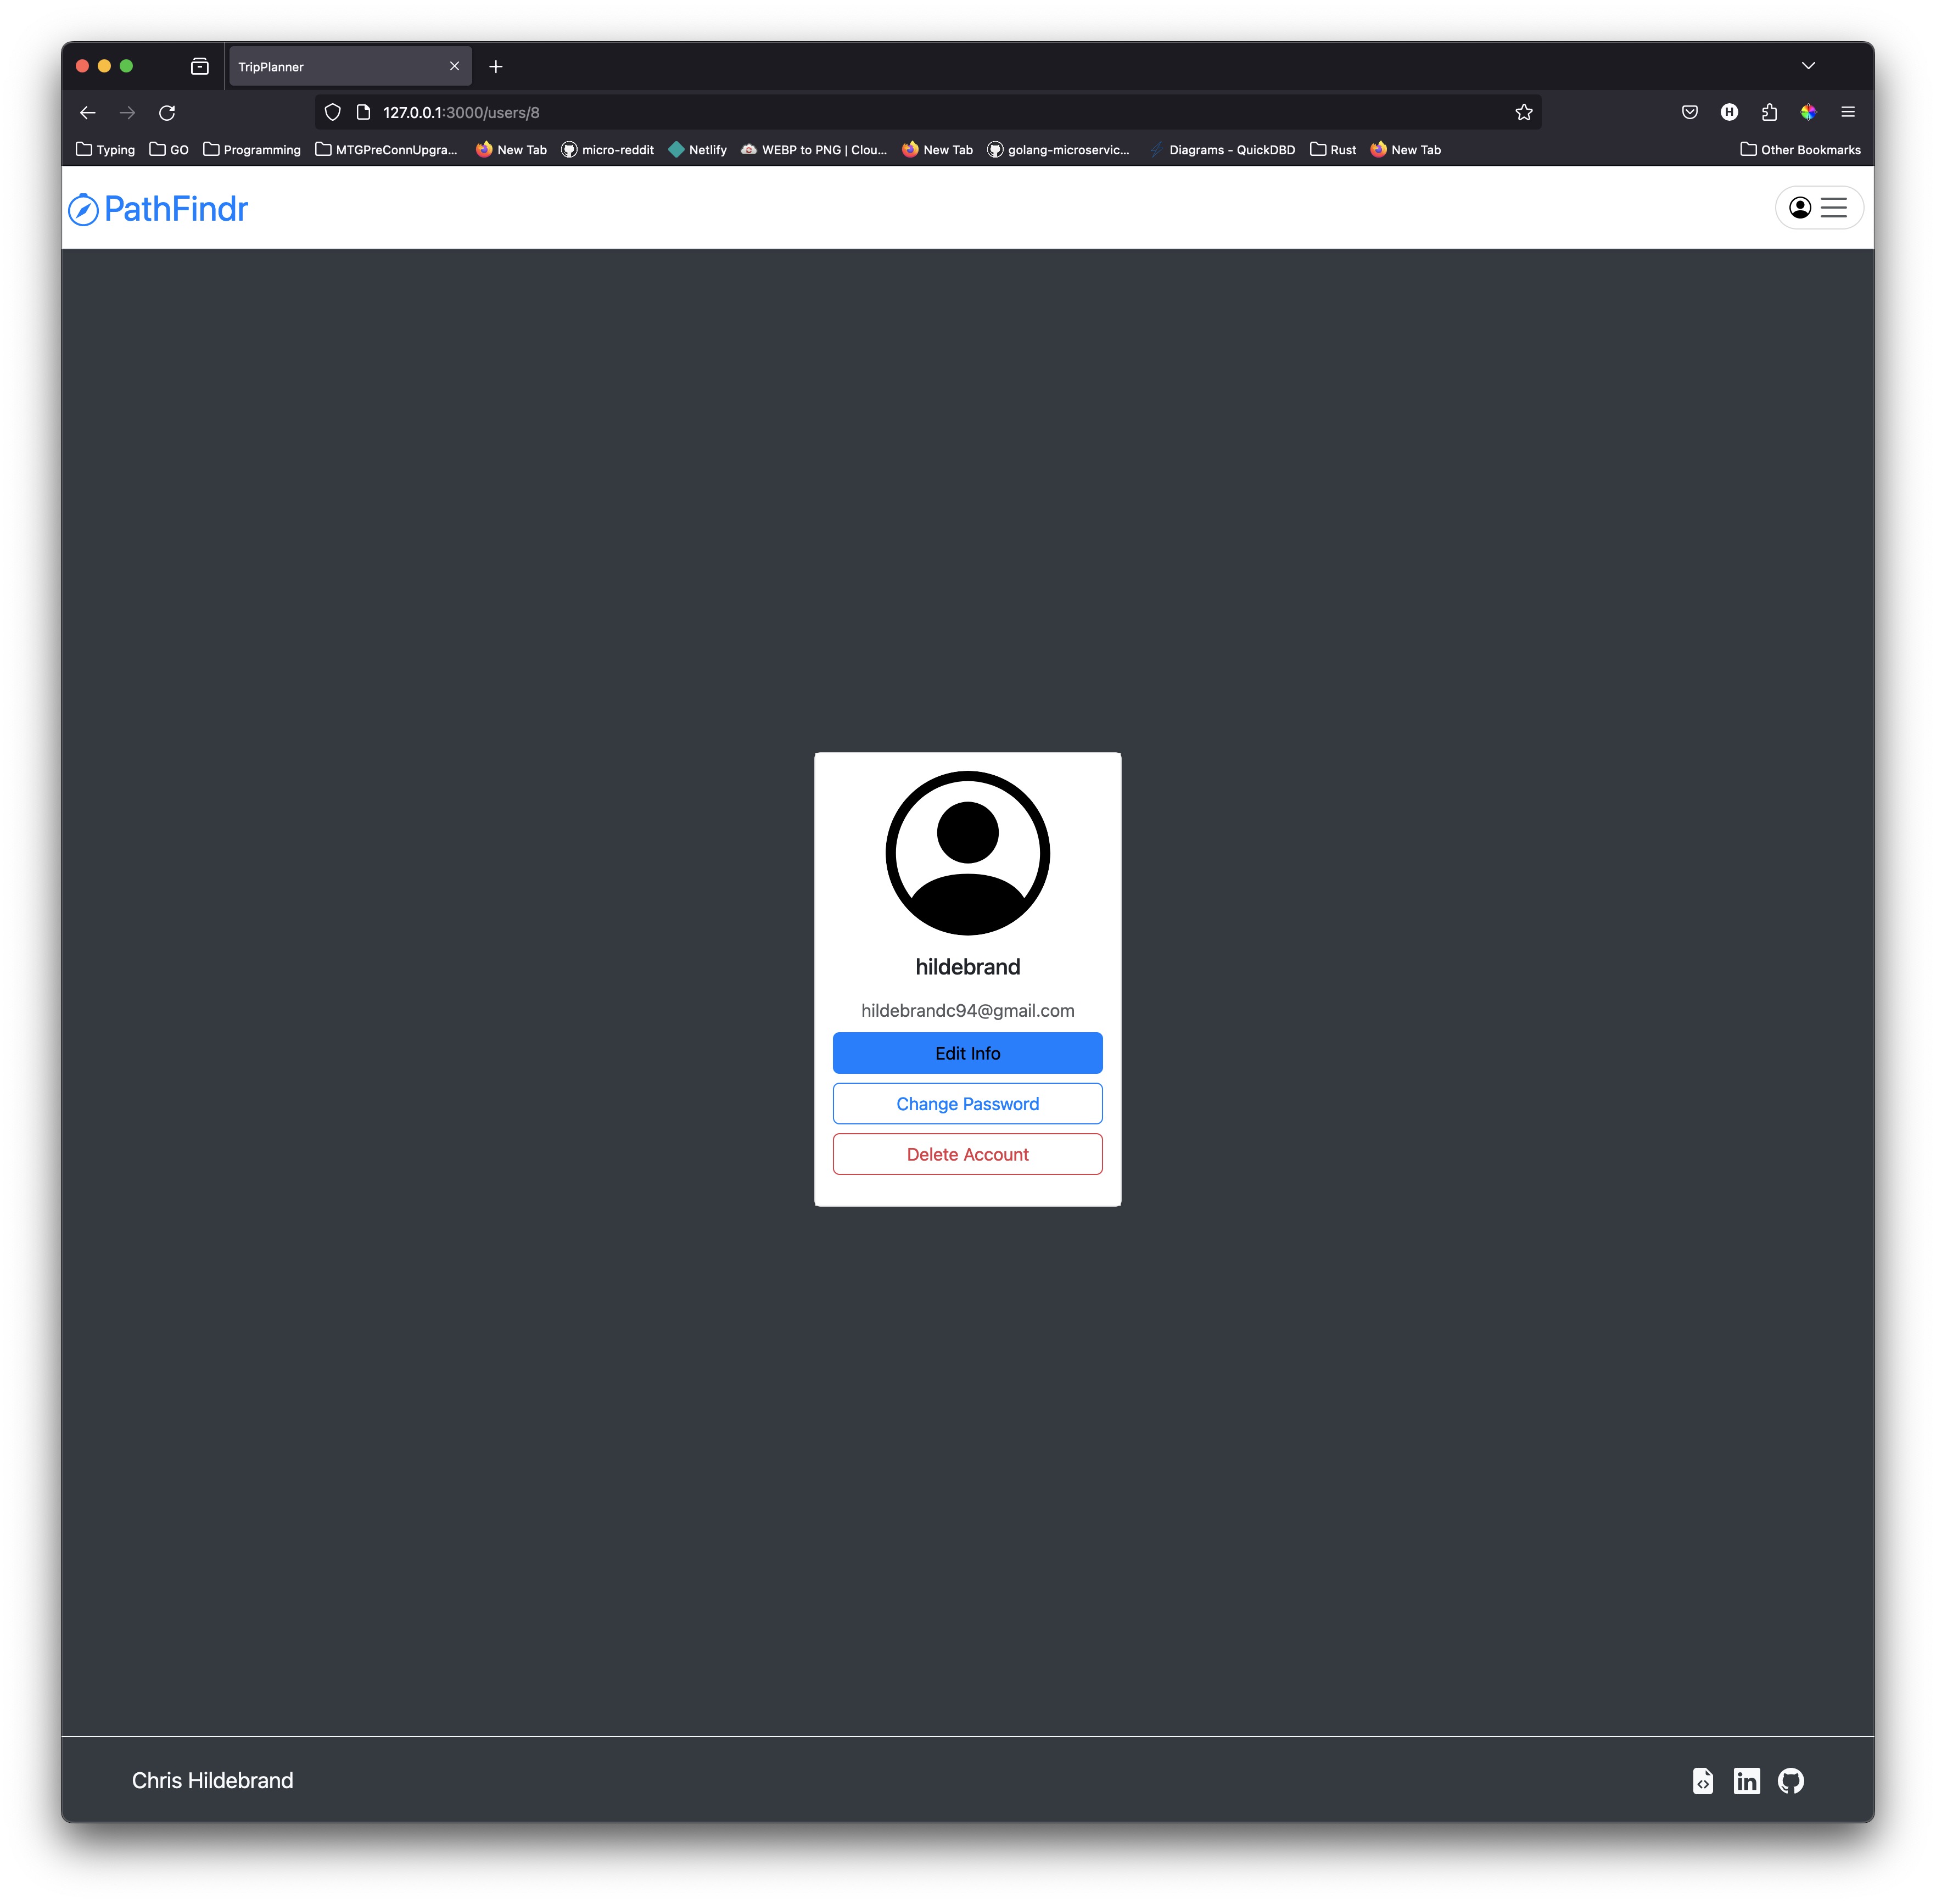 TripPlanner
127.0.0.1:3000/users/8
H
Typing GO Programming MTGPreConnUpgra... New Tab micro-reddit Netlify WEBP to PNG | Clou... New Tab golang-microservic... Diagrams - QuickDBD Rust New Tab Other Bookmarks
PathFindr
hildebrand
hildebrandc94@gmail.com
Edit Info
Change Password
Delete Account
Chris Hildebrand
in